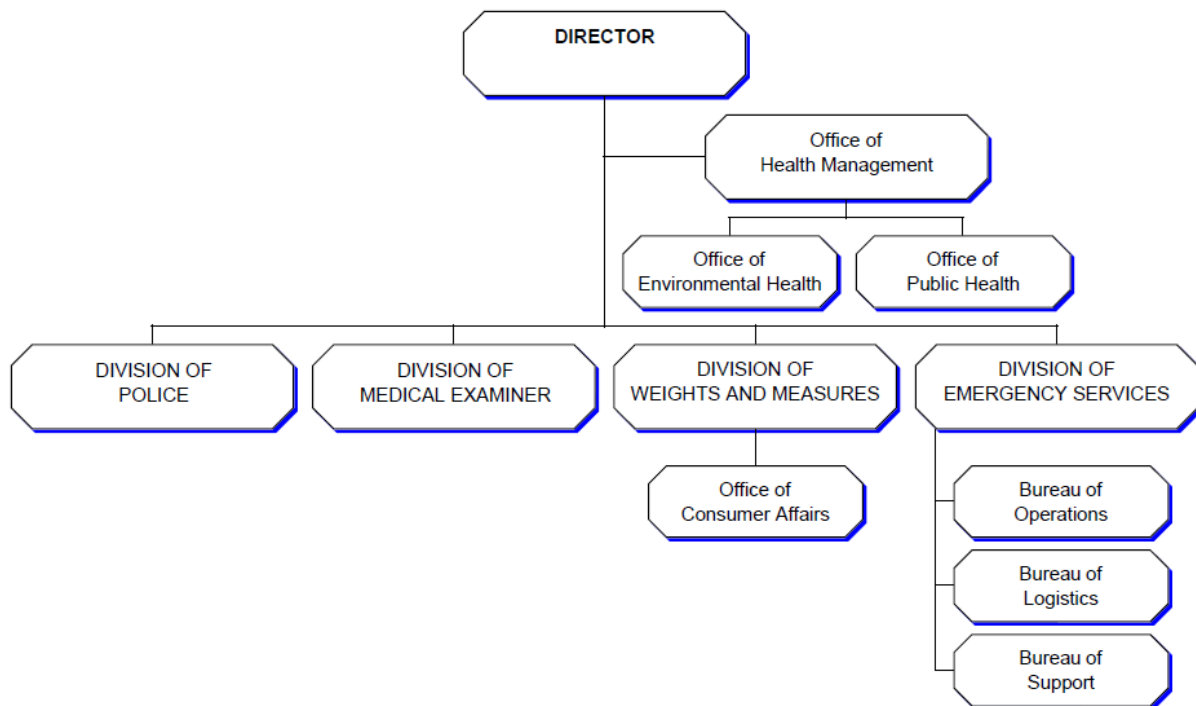 DIRECTOR
Office of
Health Management
Office of
Environmental Health
Office of
Public Health
DIVISION OF
POLICE
DIVISION OF
MEDICAL EXAMINER
DIVISION OF
WEIGHTS AND MEASURES
DIVISION OF
EMERGENCY SERVICES
Office of
Consumer Affairs
Bureau of
Operations
Bureau of
Logistics
Bureau of
Support